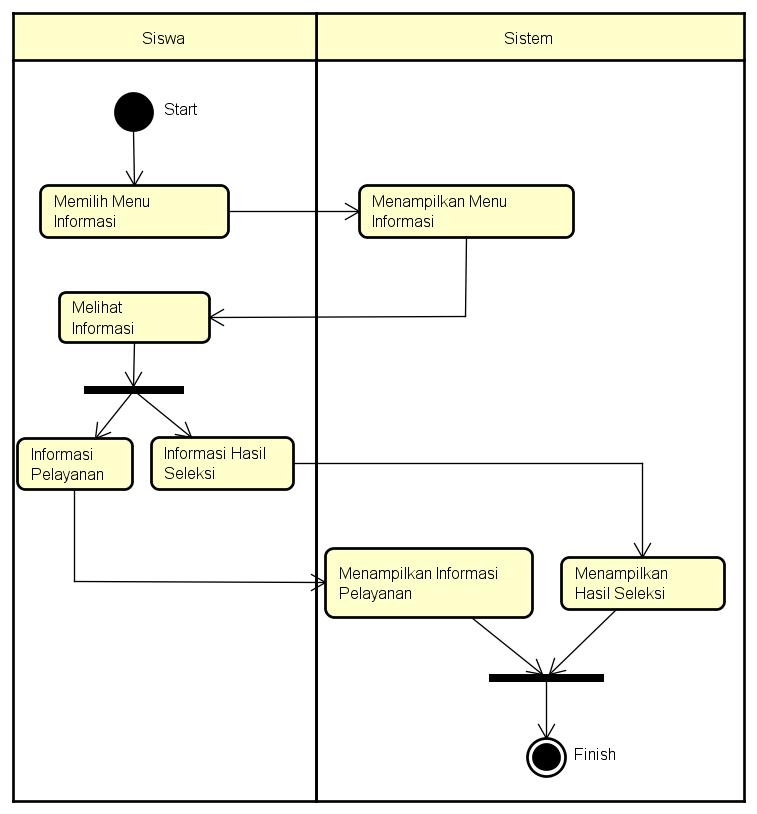 Siswa
Sistem
Start
Memilih Menu
Informasi
Menampilkan Menu
Informasi
Melihat
Informasi
Informasi
Pelayanan
Informasi Hasil
Seleksi
Menampilkan Informasi
Pelayanan
Menampilkan
Hasil Seleksi
Finish